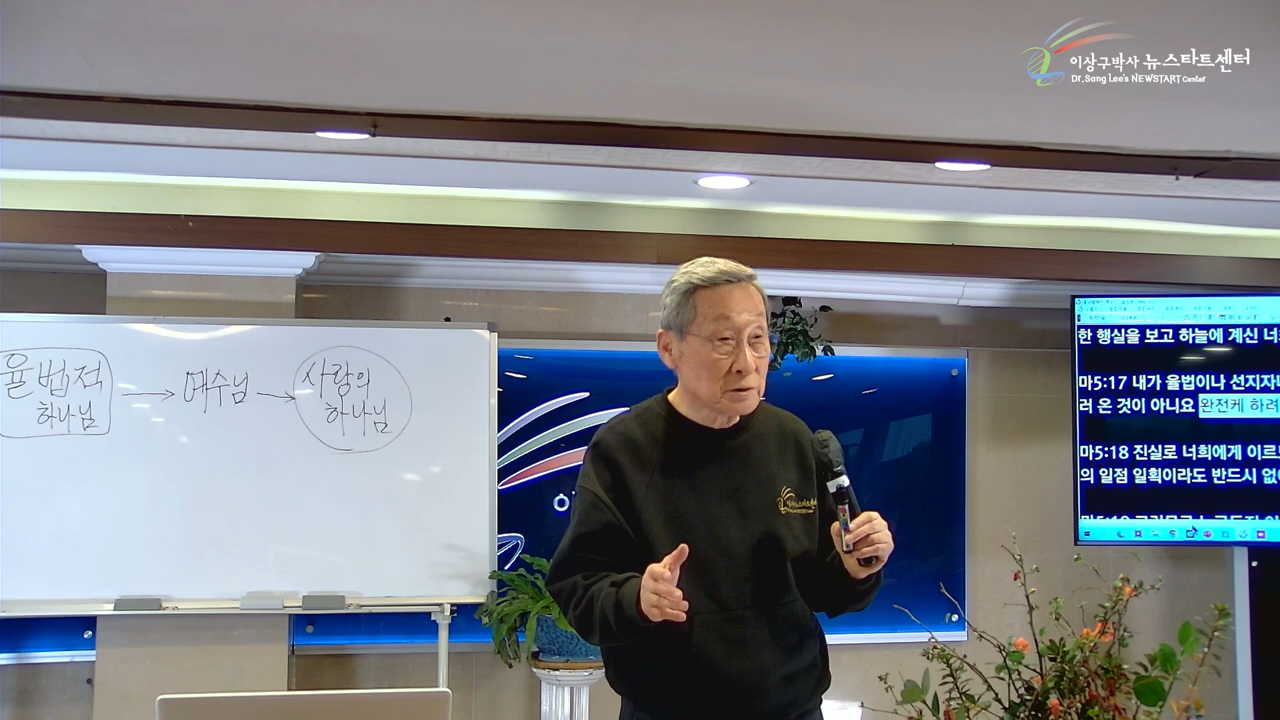 이상구박사 뉴스타트센터
Dr. Sang Lee's NEWSTART Center
율법적
하나님
예수님
사랑의
하나님
한 행실을 보고 하늘에 계신 너
마5:17 내가 율법이나 선지자
러 온 것이 아니요 완전케 하려
마5:18 진실로 너희에게 이르
의 일점 일획이라도 반드시 없